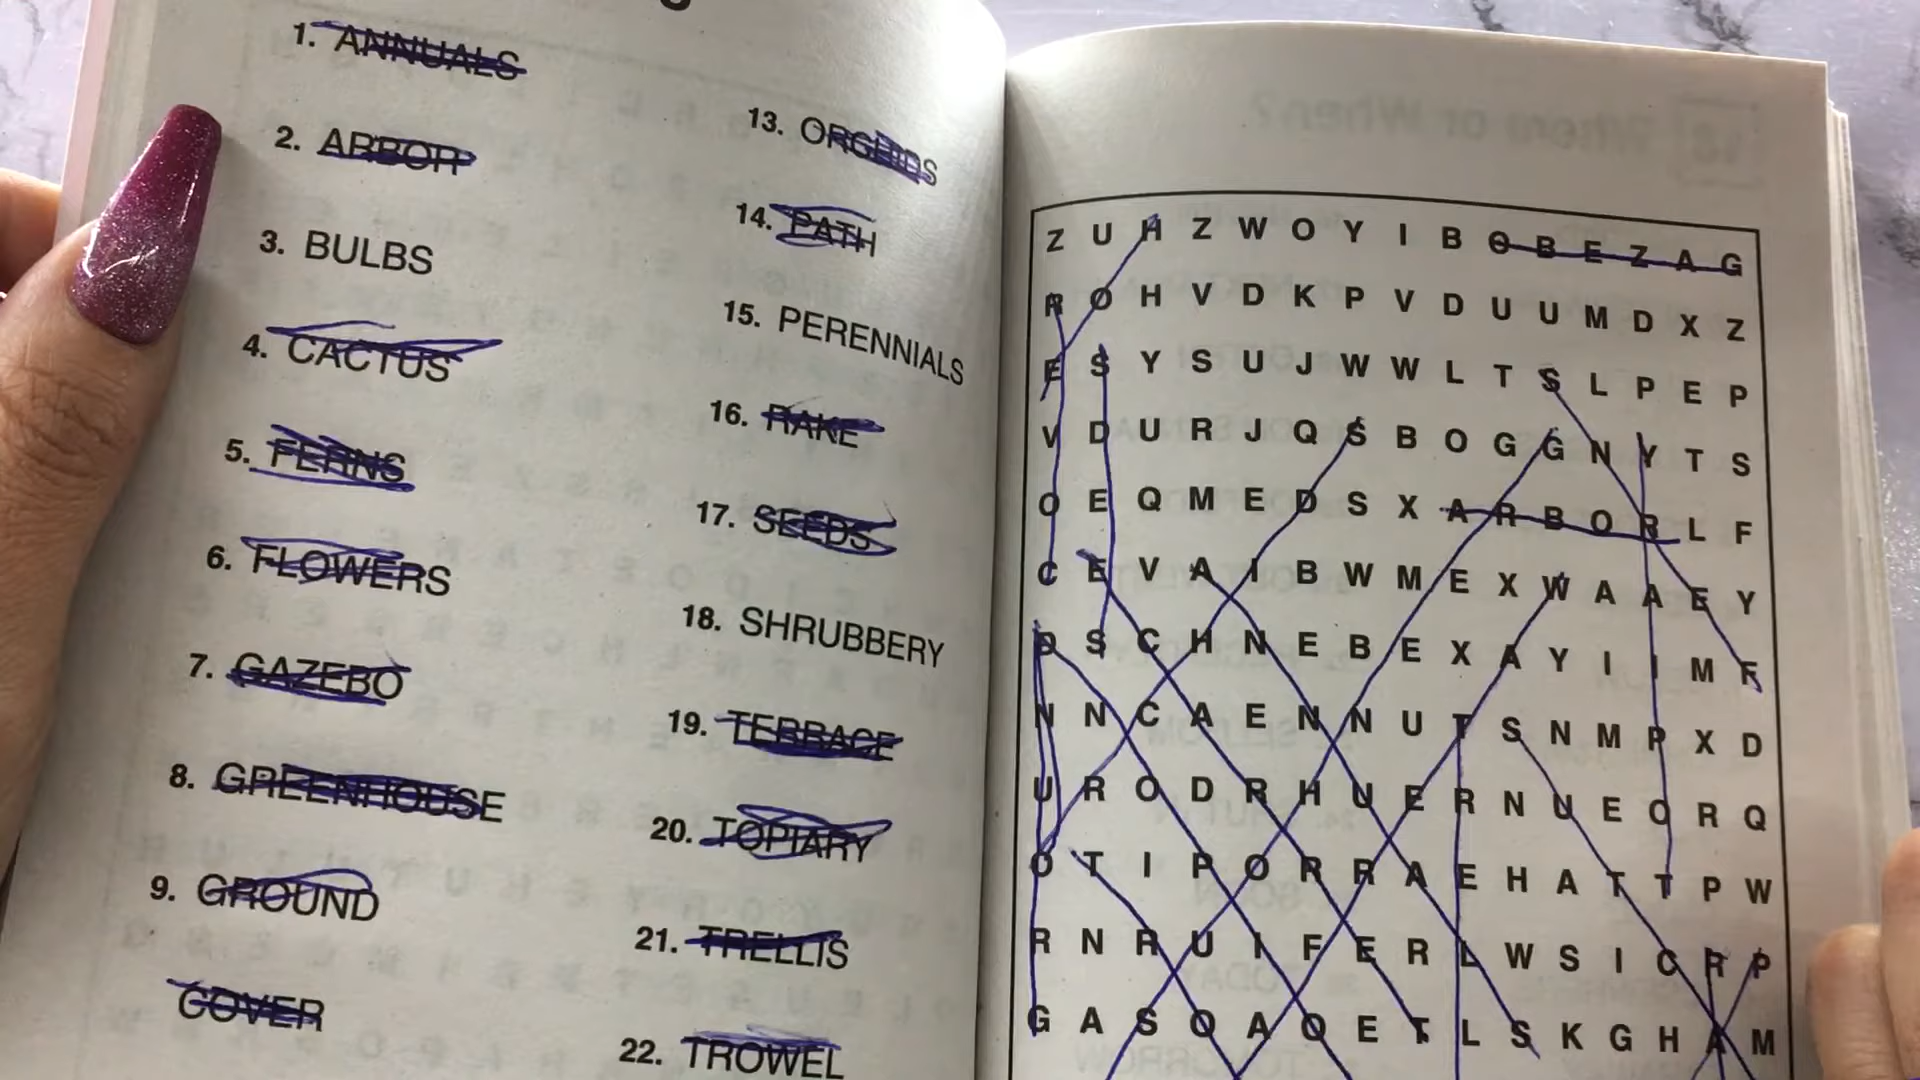 1. ANNUALS
2. ARBOR
3. BULBS
4. CACTUS
5. FERNS
6. FLOWERS
7. GAZEBO
8. GREENHOUSE
9. GROUND
COVER
13. ORCHIDS
14. PATH
15. PERENNIALS
16. RAKE
17. SEEDS
18. SHRUBBERY
19. TERRACE
20. TOPIARY
21. TRELLIS
22. TROWEL
Z U H Z W O Y I B O B E Z A G
R O H V D K P V D U U M D X Z
E S Y S U J W W L T S L P E P
V D U R J Q S B O G G N Y T S
O E Q M E D S X A R B O R L F
C E V A I B W M E X W A A E Y
D S C H N E B E X A Y I I M F
N N C A E N N U T S N M P X D
U R O D R H U E R N U E O R Q
O T I P O R R A E H A T T P W
R N R U I F E R L W S I C R P
G A S O A O E T L S K G H A M